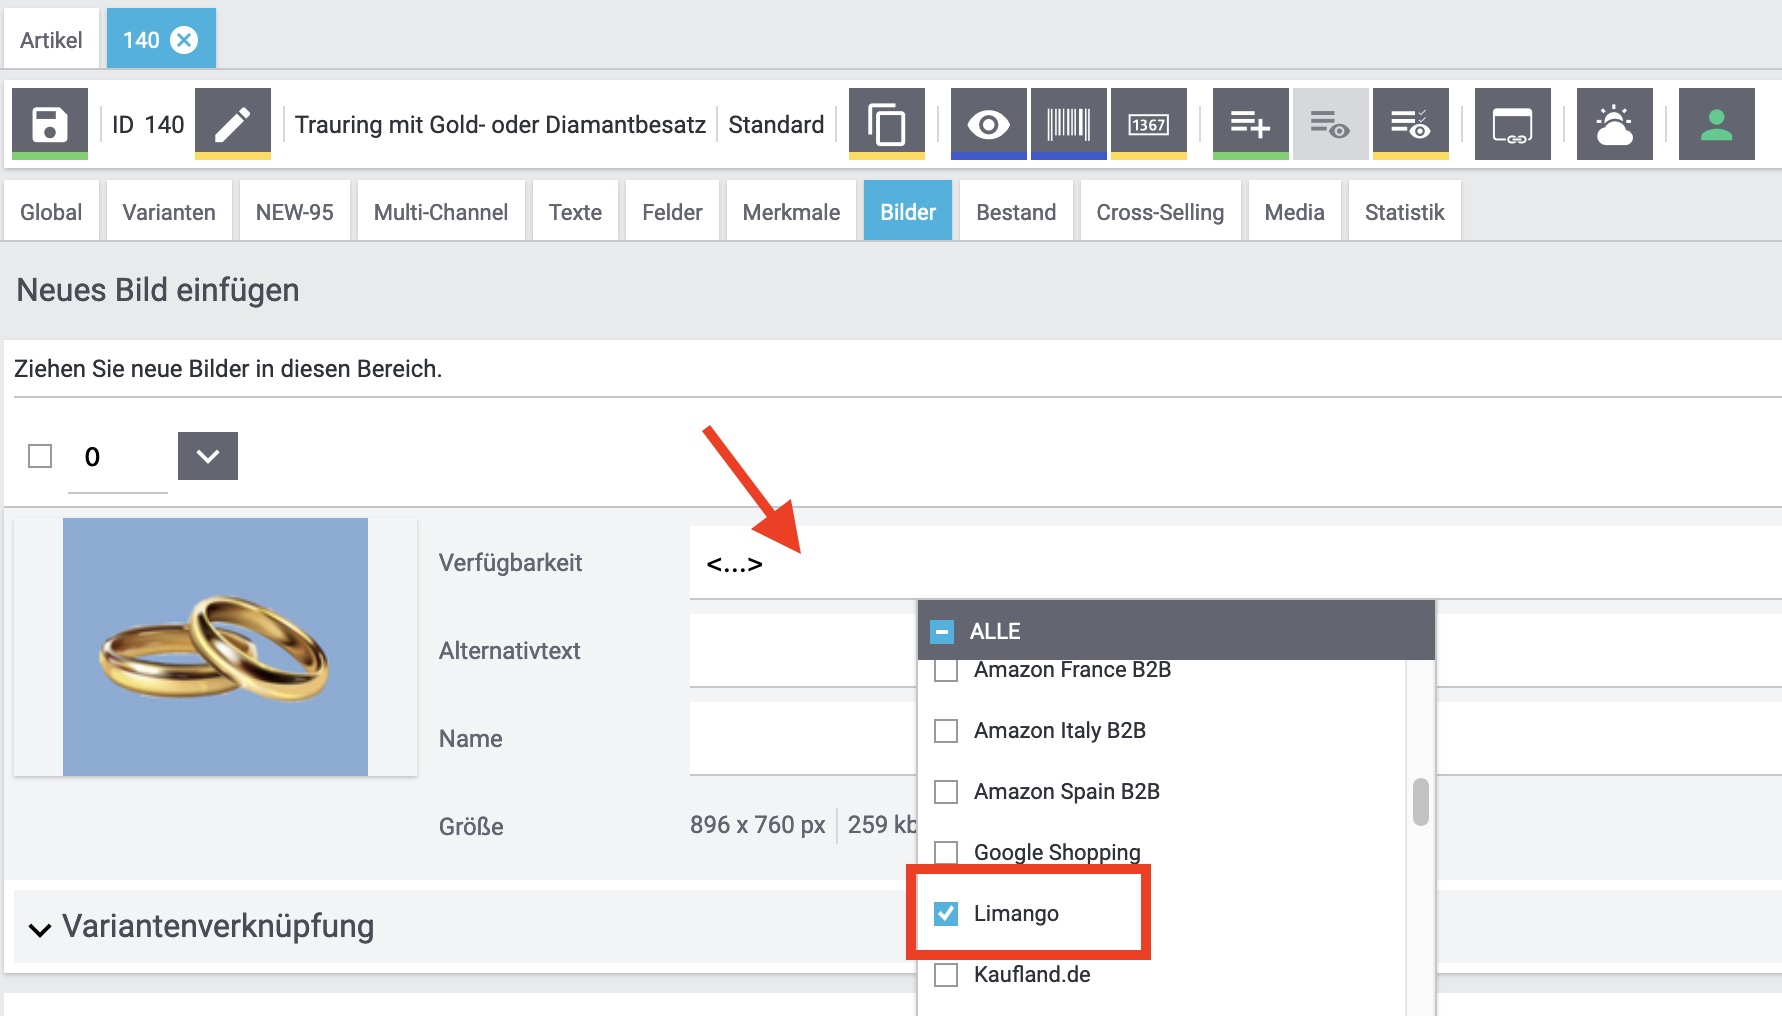 Artikel
140
ID 140
Trauring mit Gold- oder Diamantbesatz
Standard
1367
Global
Varianten
NEW-95
Multi-Channel
Texte
Felder
Merkmale
Bilder
Bestand
Cross-Selling
Media
Statistik
Neues Bild einfügen
Ziehen Sie neue Bilder in diesen Bereich.
0
Verfügbarkeit
<...>
ALLE
Amazon France B2B
Alternativtext
Amazon Italy B2B
Name
Amazon Spain B2B
Größe
896 x 760 px
259 kb
Google Shopping
Limango
Variantenverknüpfung
Kaufland.de